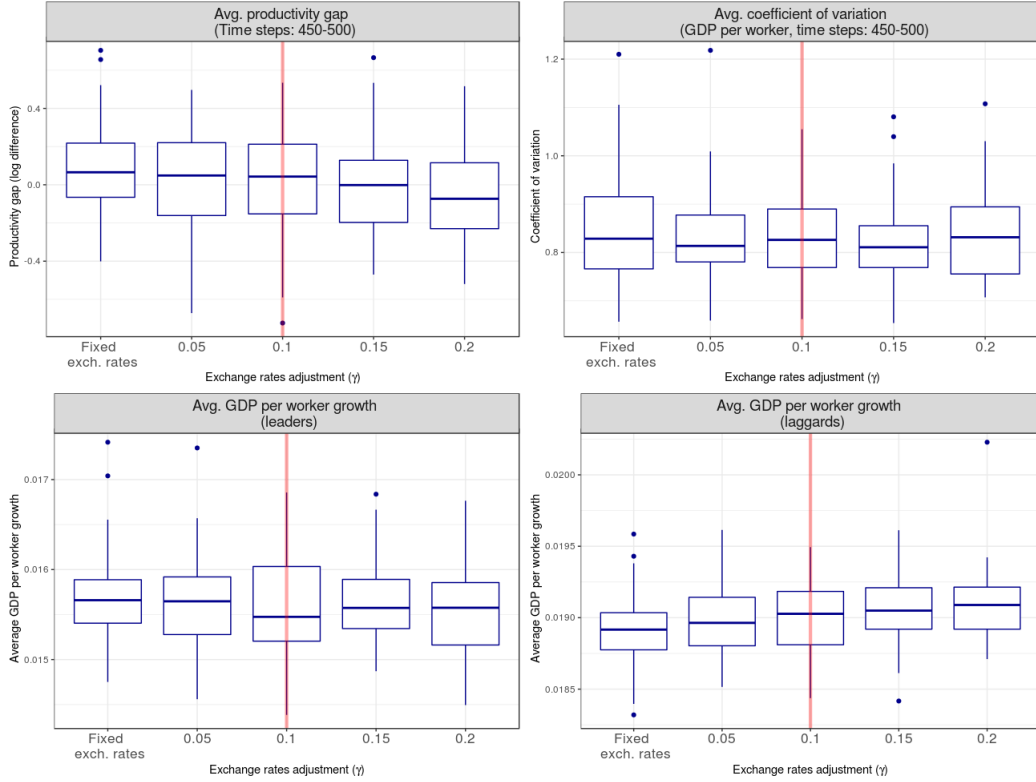 Avg. productivity gap
(Time steps: 450-500)
Productivity gap (log difference)
0.4
0.0
-0.4
Fixed
exch. rates
0.05
0.1
0.15
0.2
Exchange rates adjustment (γ)
Avg. coefficient of variation
(GDP per worker, time steps: 450-500)
Coefficient of variation
1.2
1.0
0.8
Fixed
exch. rates
0.05
0.1
0.15
0.2
Exchange rates adjustment (γ)
Avg. GDP per worker growth
(leaders)
Average GDP per worker growth
0.017
0.016
0.015
Fixed
exch. rates
0.05
0.1
0.15
0.2
Exchange rates adjustment (γ)
Avg. GDP per worker growth
(laggards)
Average GDP per worker growth
0.0200
0.0195
0.0190
0.0185
Fixed
exch. rates
0.05
0.1
0.15
0.2
Exchange rates adjustment (γ)